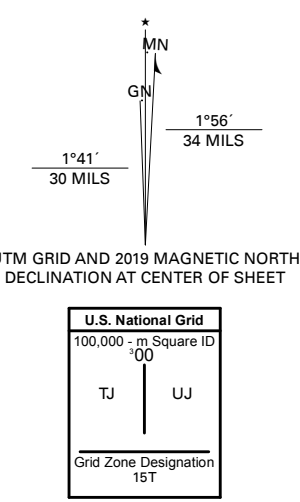 ★
MN
GN
1°56´
34 MILS
1°41´
30 MILS
UTM GRID AND 2019 MAGNETIC NORTH
DECLINATION AT CENTER OF SHEET
U.S. National Grid
100,000 - m Square ID
³00
TJ UJ
Grid Zone Designation
15T